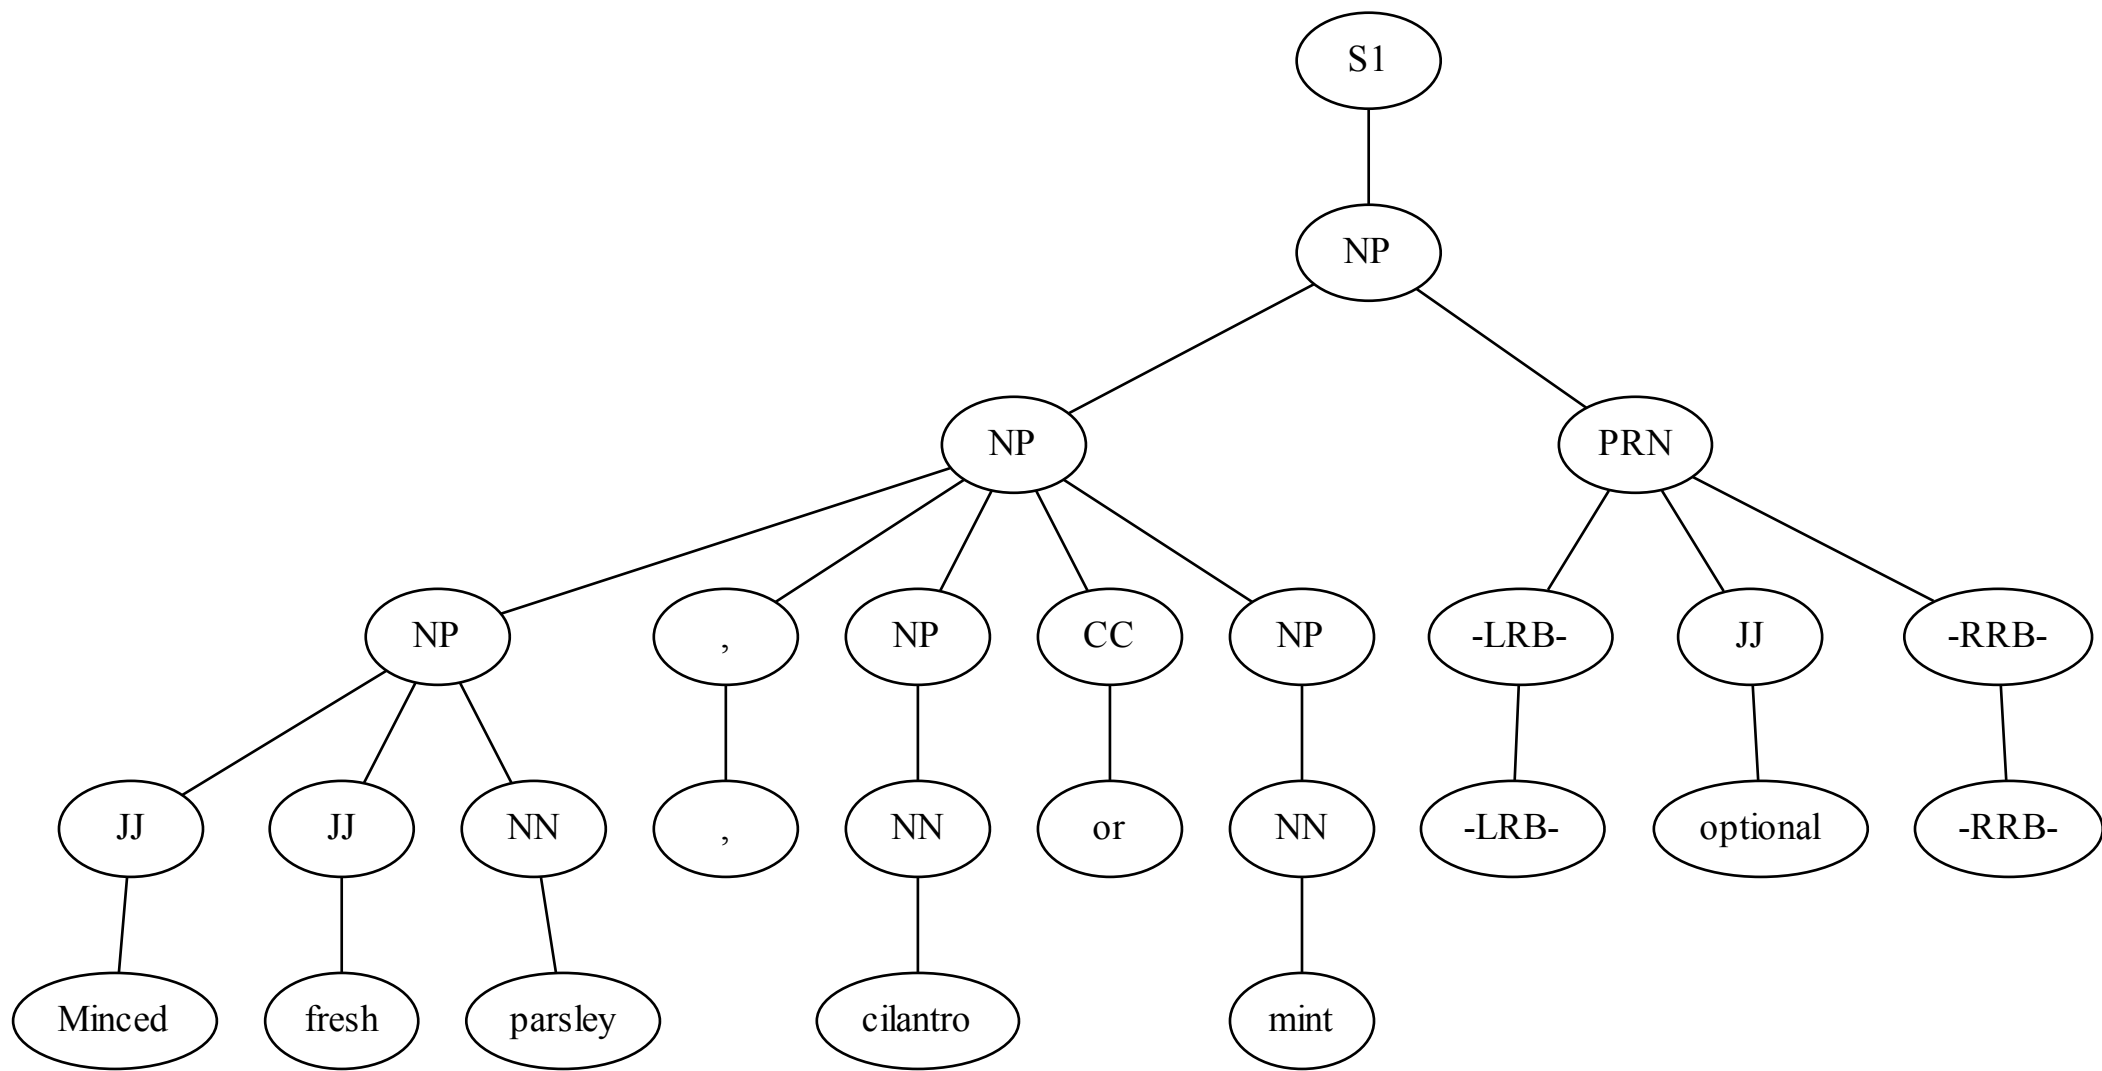 S1
NP
NP PRN
NP , NP CC NP -LRB- JJ -RRB-
JJ JJ NN , NN or NN -LRB- optional -RRB-
Minced fresh parsley cilantro mint